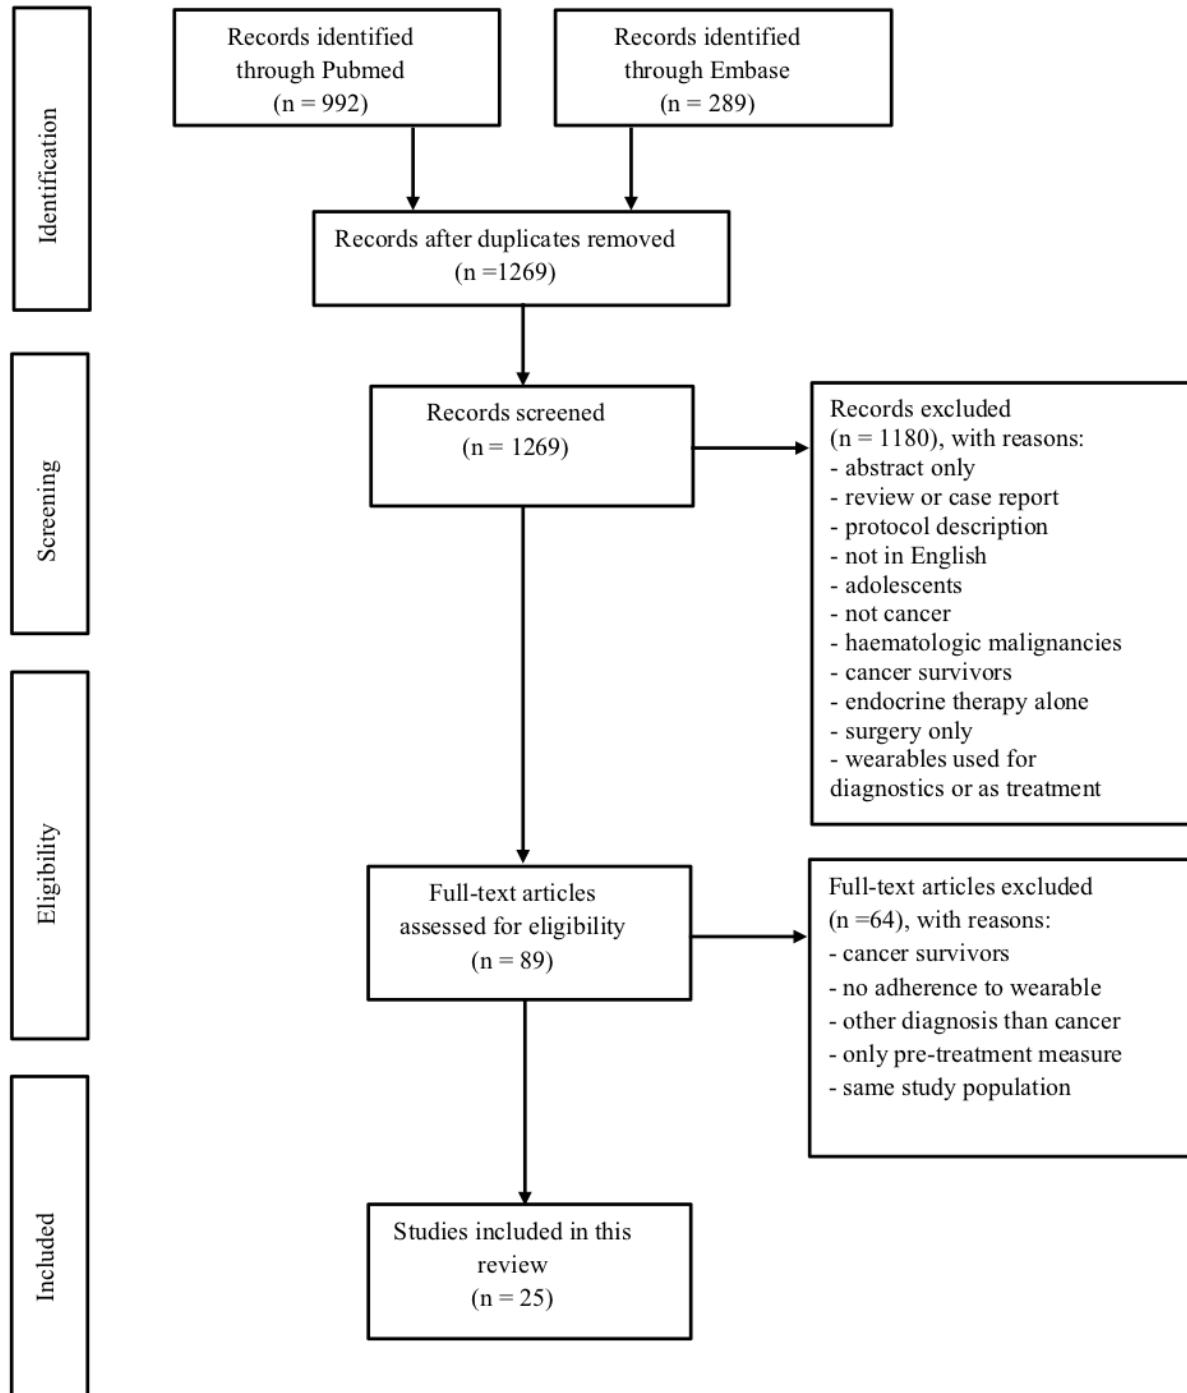 Identification
Records identified
through Pubmed
(n = 992)
Records identified
through Embase
(n = 289)
Records after duplicates removed
(n =1269)
Screening
Records screened
(n = 1269)
Records excluded
(n = 1180), with reasons:
- abstract only
- review or case report
- protocol description
- not in English
- adolescents
- not cancer
- haematologic malignancies
- cancer survivors
- endocrine therapy alone
- surgery only
- wearables used for
diagnostics or as treatment
Eligibility
Full-text articles
assessed for eligibility
(n = 89)
Full-text articles excluded
(n =64), with reasons:
- cancer survivors
- no adherence to wearable
- other diagnosis than cancer
- only pre-treatment measure
- same study population
Included
Studies included in this
review
(n = 25)